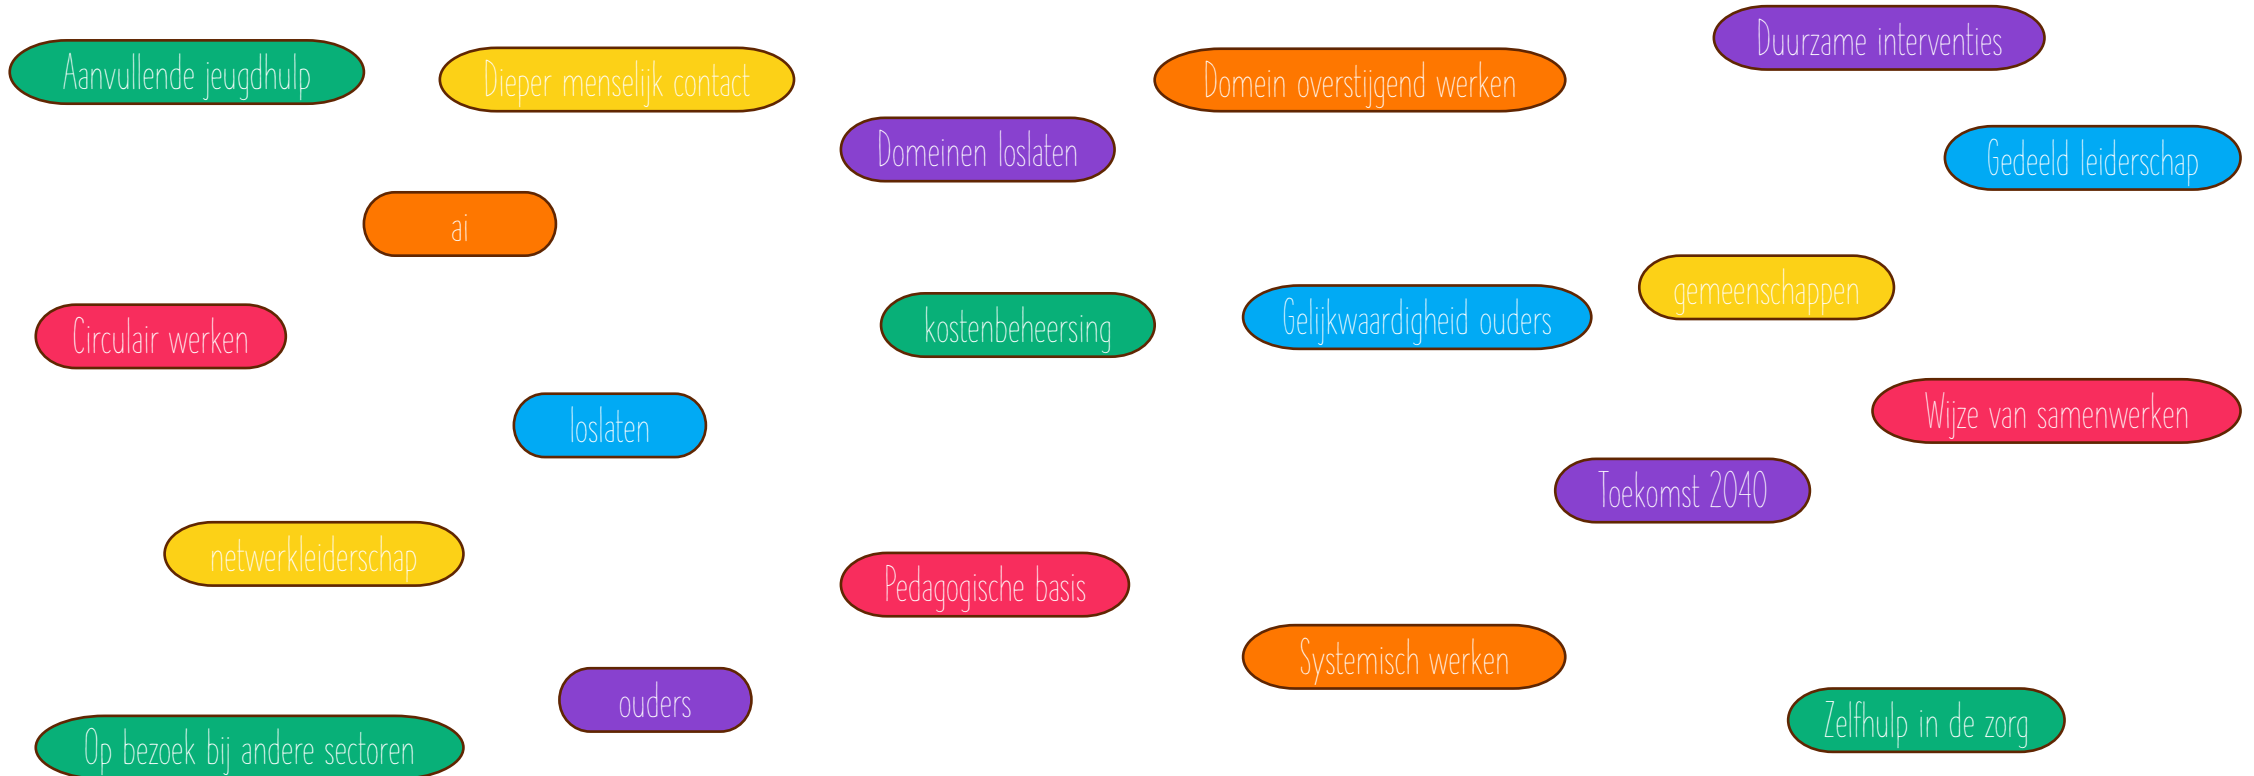 Duurzame interventies
Aanvullende jeugdhulp
Dieper menselijk contact
Domein overstijgend werken
Domeinen loslaten
Gedeeld leiderschap
ai
gemeenschappen
Circulair werken
kostenbeheersing
Gelijkwaardigheid ouders
loslaten
Wijze van samenwerken
Toekomst 2040
netwerkleiderschap
Pedagogische basis
Systemisch werken
ouders
Zelfhulp in de zorg
Op bezoek bij andere sectoren